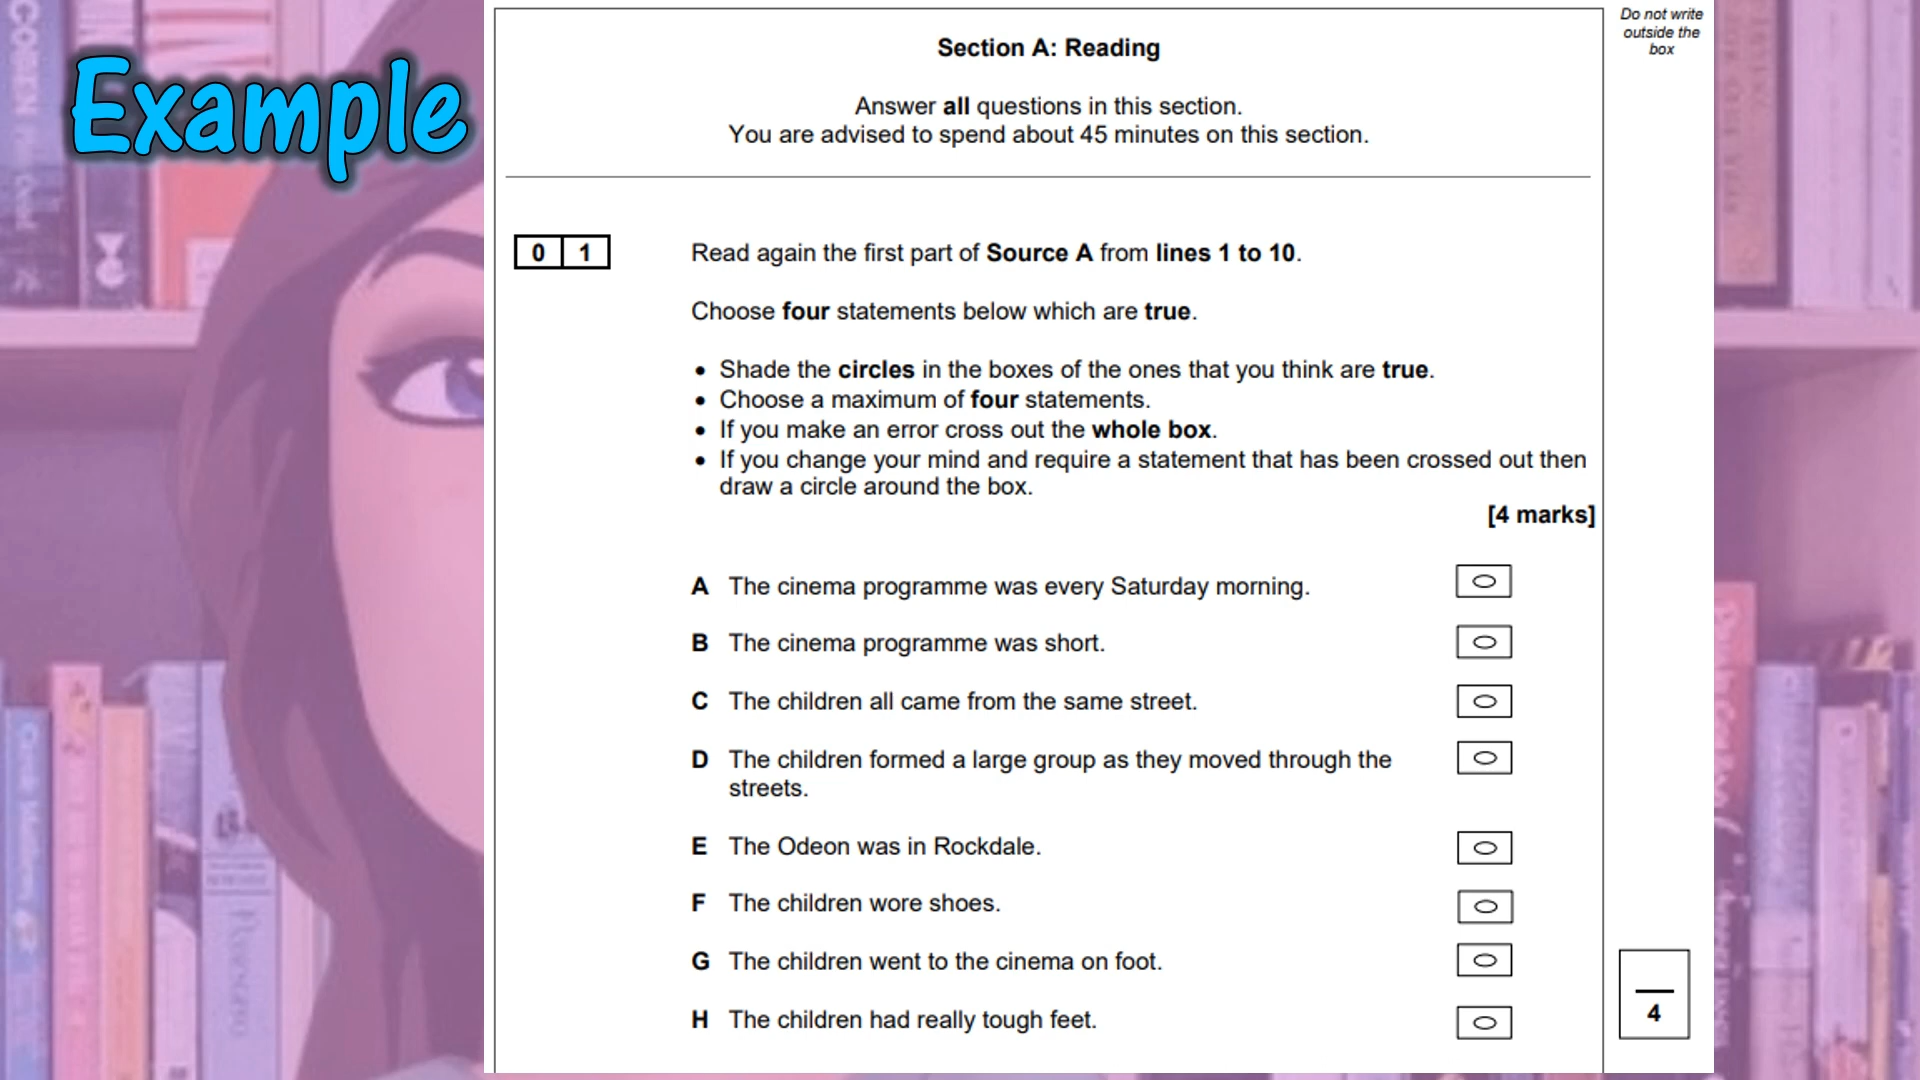 Example
Do not write
outside the
box
Section A: Reading
Answer all questions in this section.
You are advised to spend about 45 minutes on this section.
0 1
Read again the first part of Source A from lines 1 to 10.
Choose four statements below which are true.
• Shade the circles in the boxes of the ones that you think are true.
• Choose a maximum of four statements.
• If you make an error cross out the whole box.
• If you change your mind and require a statement that has been crossed out then
draw a circle around the box.
[4 marks]
A The cinema programme was every Saturday morning.
B The cinema programme was short.
C The children all came from the same street.
D The children formed a large group as they moved through the
streets.
E The Odeon was in Rockdale.
F The children wore shoes.
G The children went to the cinema on foot.
H The children had really tough feet.
4